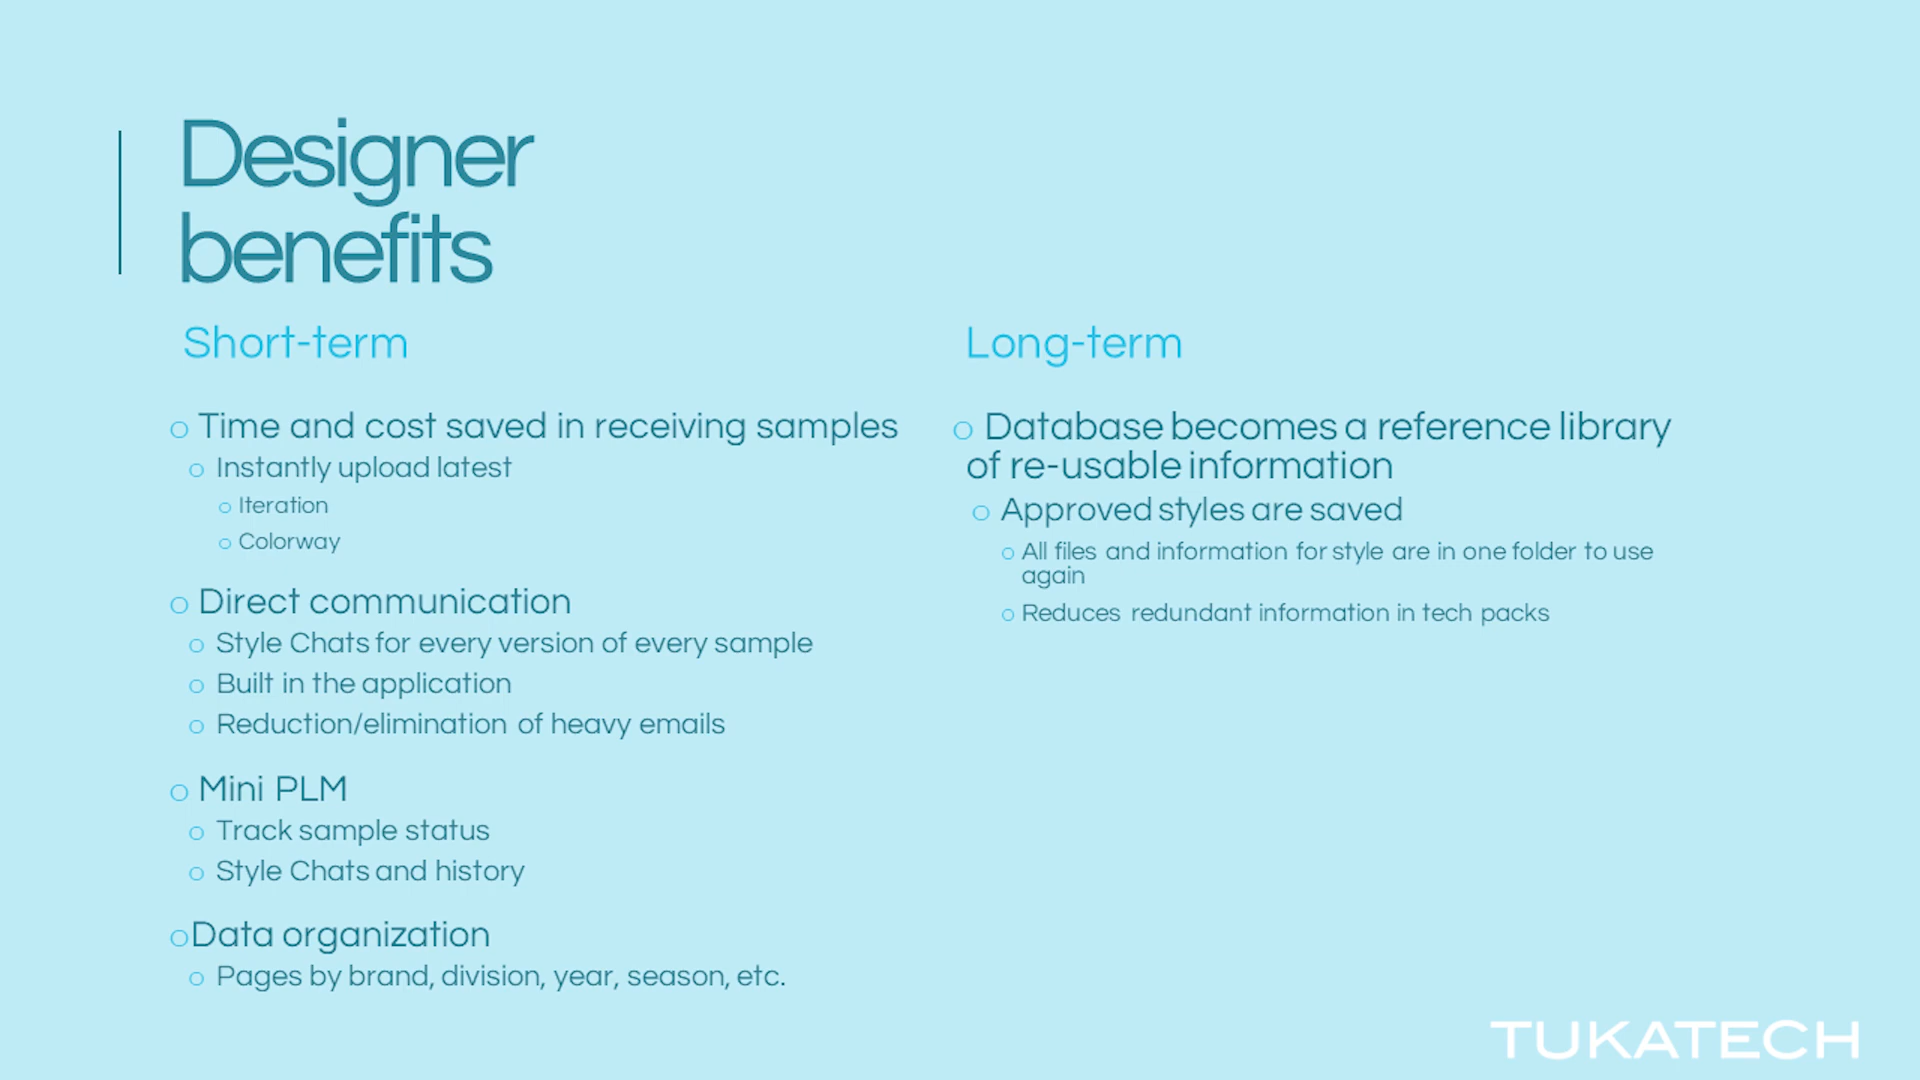 Designer
benefits
Short-term
o Time and cost saved in receiving samples
o Instantly upload latest
o Iteration
o Colorway
o Direct communication
o Style Chats for every version of every sample
o Built in the application
o Reduction/elimination of heavy emails
o Mini PLM
o Track sample status
o Style Chats and history
o Data organization
o Pages by brand, division, year, season, etc.
Long-term
o Database becomes a reference library
of re-usable information
o Approved styles are saved
o All files and information for style are in one folder to use
again
o Reduces redundant information in tech packs
TUKATECH